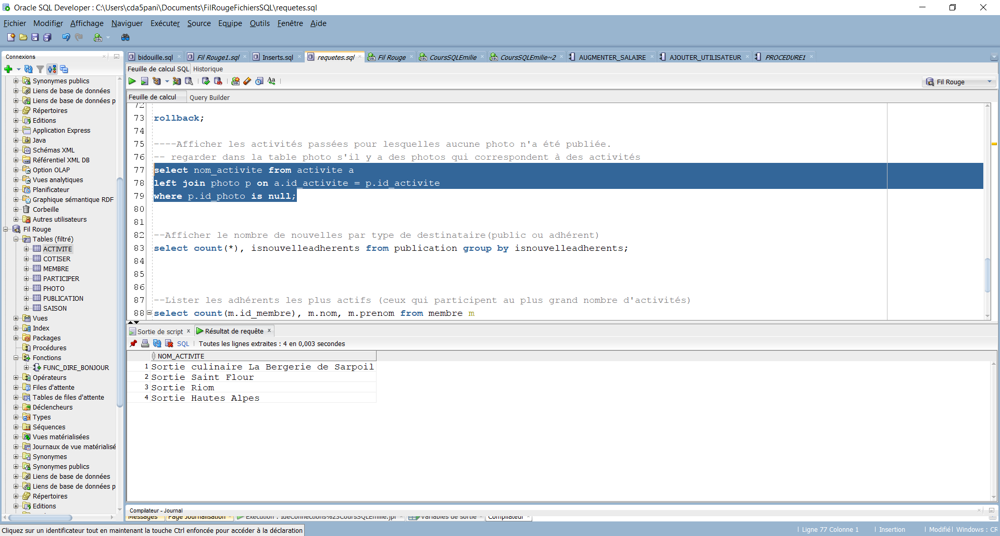 Oracle SQL Developer : C:\Users\cda5pani\Documents\FilRougeFichiersSQL\requetes.sql
Fichier Modifier Affichage Naviguer Exécuter Source Equipe Outils Fenêtre Aide
Connexions
Synonymes publics
Liens de base de données
Liens de base de données p
Répertoires
Editions
Application Express
Java
Schémas XML
Référentiel XML DB
Option OLAP
Vues analytiques
Planificateur
Graphique sémantique RDF
Corbeille
Autres utilisateurs
Fil Rouge
Tables (filtré)
ACTIVITE
COTISER
MEMBRE
PARTICIPER
PHOTO
PUBLICATION
SAISON
Vues
Index
Packages
Procédures
Fonctions
FUNC_DIRE_BONJOUR
Opérateurs
Files d'attente
Tables de files d'attente
Déclencheurs
Types
Séquences
Vues matérialisées
Journaux de vue matérialisé
Synonymes
Synonymes publics
Liens de base de données
Liens de base de données p
Répertoires
Editions
bidouille.sql Fil Rouge1.sql Inserts.sql requetes.sql Fil Rouge CoursSQLEmilie CoursSQLEmilie~2 AUGMENTER_SALAIRE AJOUTER_UTILISATEUR PROCEDURE1
Feuille de calcul SQL Historique
Fil Rouge
Feuille de calcul Query Builder
72
73 rollback;
74
75 ----Afficher les activités passées pour lesquelles aucune photo n'a été publiée.
76 -- regarder dans la table photo s'il y a des photos qui correspondent à des activités
77 select nom_activite from activite a
78 left join photo p on a.id_activite = p.id_activite
79 where p.id_photo is null;
80
81
82 --Afficher le nombre de nouvelles par type de destinataire(public ou adhérent)
83 select count(*), isnouvelleadherents from publication group by isnouvelleadherents;
84
85
86
87 --Lister les adhérents les plus actifs (ceux qui participent au plus grand nombre d'activités)
88 select count(m.id_membre), m.nom, m.prenom from membre m
Sortie de script x Résultat de requête x
SQL Toutes les lignes extraites : 4 en 0,003 secondes
NOM_ACTIVITE
1 Sortie culinaire La Bergerie de Sarpoil
2 Sortie Saint Flour
3 Sortie Riom
4 Sortie Hautes Alpes
Compilateur - Journal
Messages Page Journalisation Exécution : IdeConnections%23CoursSQLEmilie.jpr Variables de sortie Compilateur
Cliquez sur un identificateur tout en maintenant la touche Ctrl enfoncée pour accéder à la déclaration
Ligne 77 Colonne 1 Insertion Modifié Windows : CR